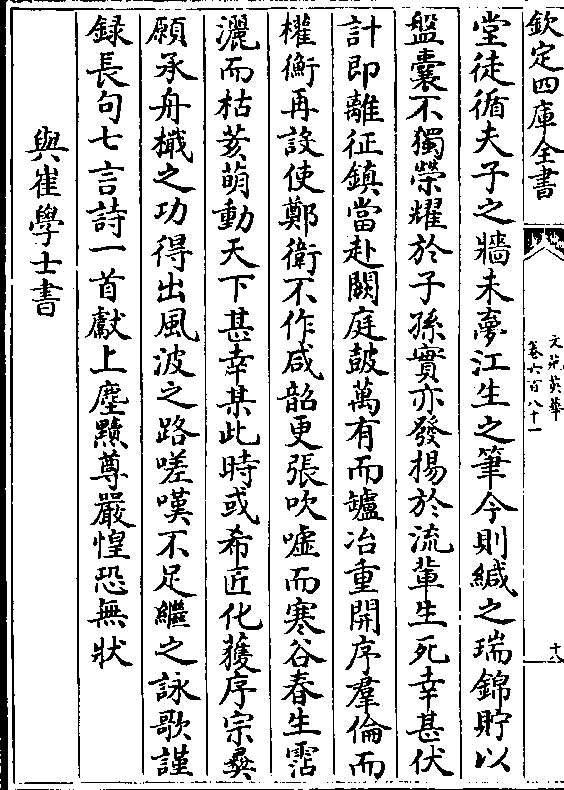 欽定四庫全書
文苑英華
卷六百八十一
十八
堂徒循夫子之牆未夢江生之筆今則緘之瑞錦貯以
盤囊不獨榮耀於子孫實亦發揚於流輩生死幸甚伏
計即離征鎮當赴闕庭鼓萬有而鑪冶重開序羣倫而
權衡再設使鄭衛不作咸韶更張吹噓而寒谷春生霑
灑而枯荄萌動天下甚幸某此時或希匠化獲序宗彜
願承舟檝之功得出風波之路嗟嘆不足繼之詠歌謹
録長句七言詩一首獻上塵黷尊嚴惶恐無狀
與崔學士書